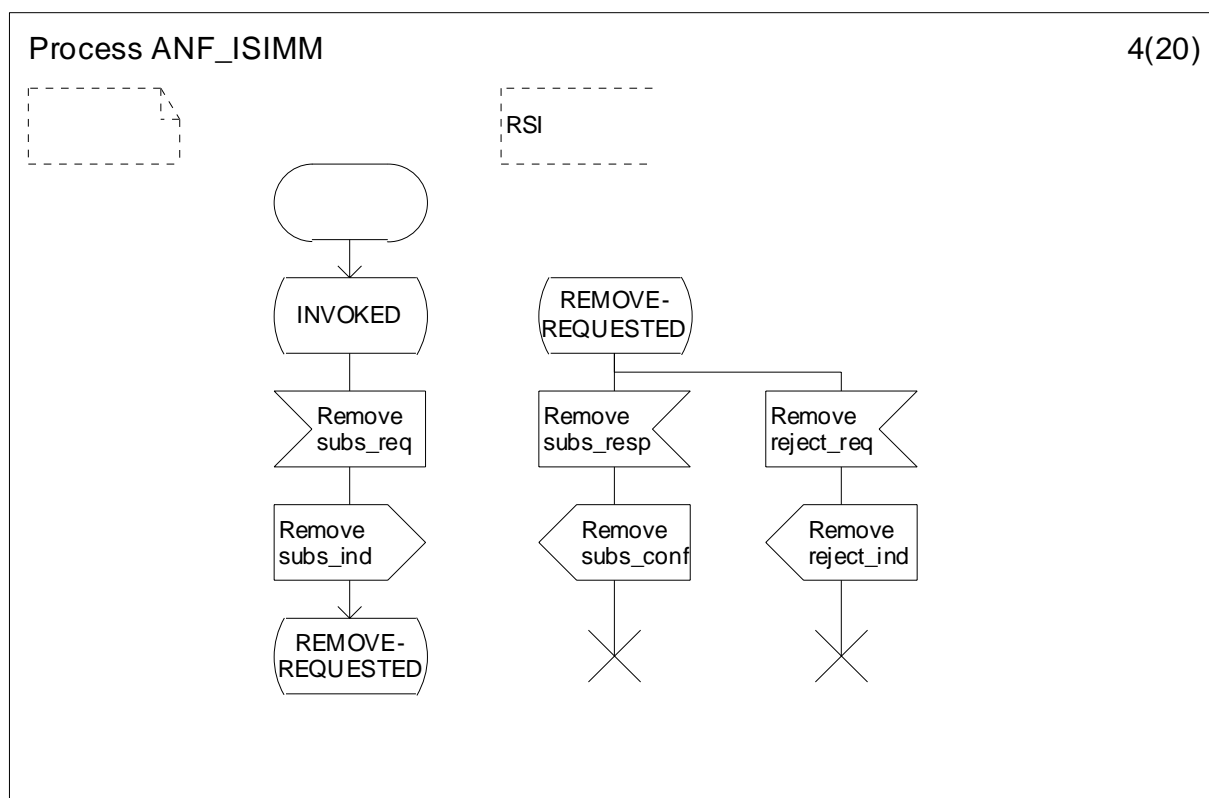 Process ANF_ISIMM
4(20)
RSI
INVOKED
REMOVE-
REQUESTED
Remove
subs_req
Remove
subs_resp
Remove
reject_req
Remove
subs_ind
Remove
subs_conf
Remove
reject_ind
REMOVE-
REQUESTED